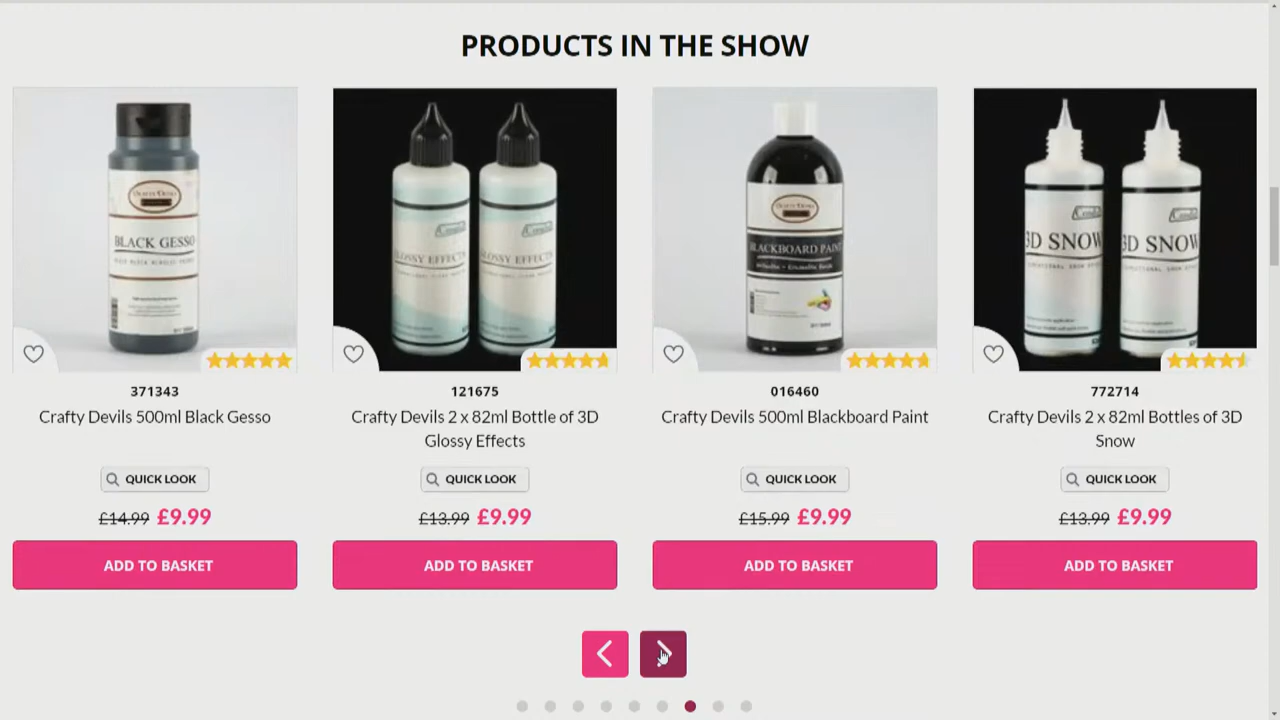 PRODUCTS IN THE SHOW
BLACK GESSO
GLOSSY EFFECTS
GLOSSY EFFECTS
BLACKBOARD PAINT
3D SNOW
3D SNOW
371343
121675
016460
772714
Crafty Devils 500ml Black Gesso
Crafty Devils 2 x 82ml Bottle of 3D
Glossy Effects
Crafty Devils 500ml Blackboard Paint
Crafty Devils 2 x 82ml Bottles of 3D
Snow
QUICK LOOK
QUICK LOOK
QUICK LOOK
QUICK LOOK
£14.99 £9.99
£13.99 £9.99
£15.99 £9.99
£13.99 £9.99
ADD TO BASKET
ADD TO BASKET
ADD TO BASKET
ADD TO BASKET